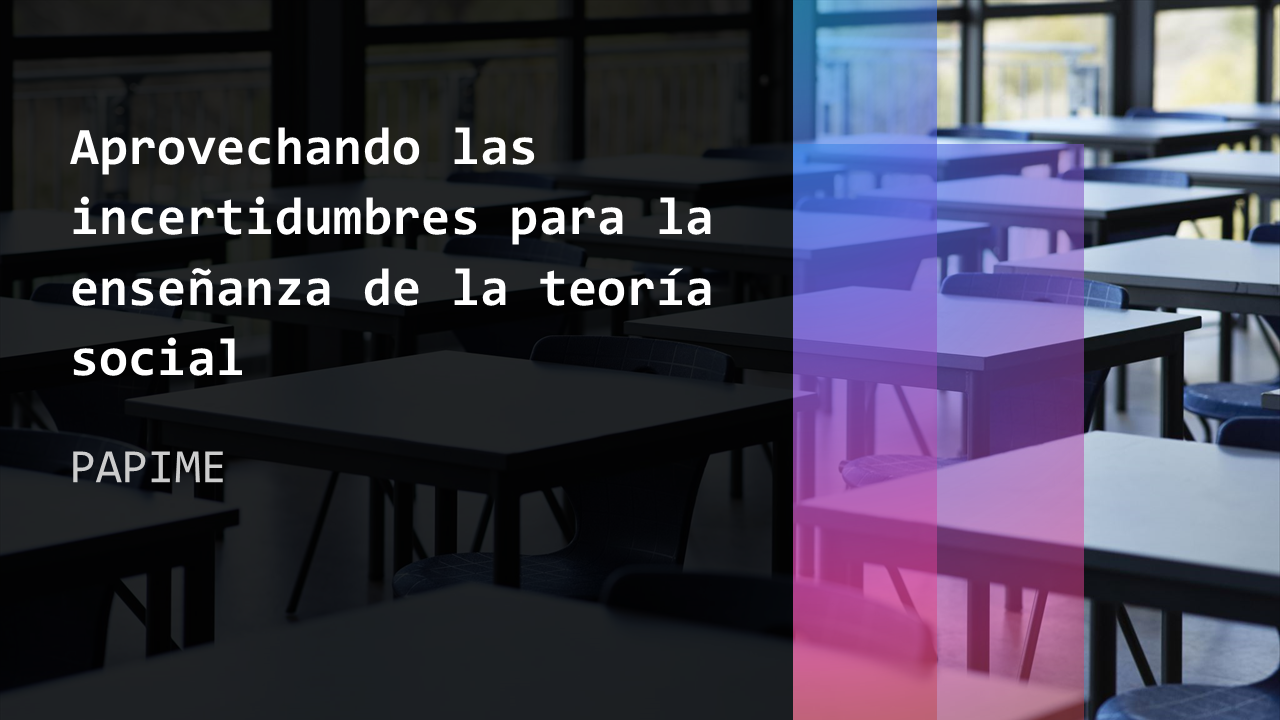 Aprovechando las
incertidumbres para la
enseñanza de la teoría
social
PAPIME